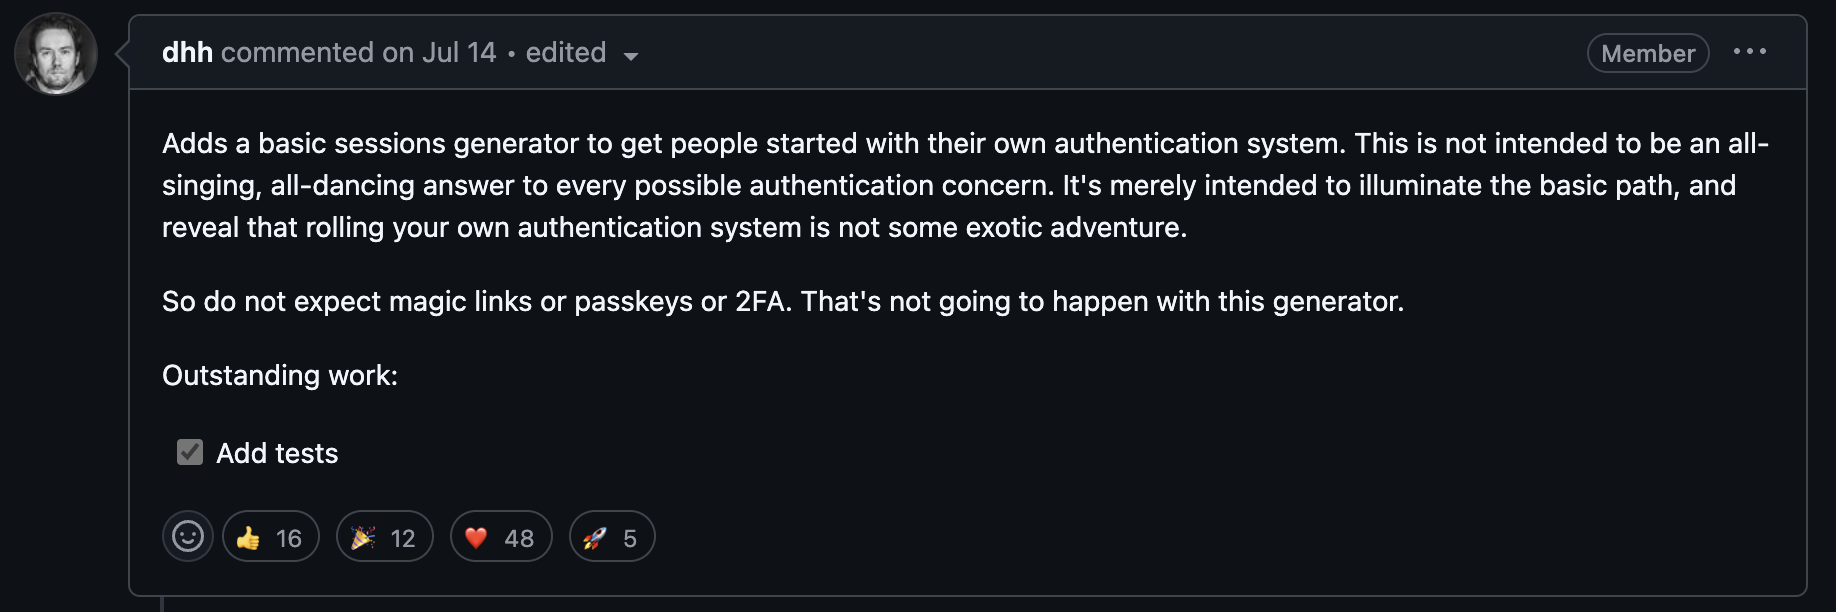 dhh commented on Jul 14 • edited
Member
Adds a basic sessions generator to get people started with their own authentication system. This is not intended to be an all-
singing, all-dancing answer to every possible authentication concern. It's merely intended to illuminate the basic path, and
reveal that rolling your own authentication system is not some exotic adventure.
So do not expect magic links or passkeys or 2FA. That's not going to happen with this generator.
Outstanding work:
Add tests
👍 16 🎉 12 ❤️ 48 🚀 5